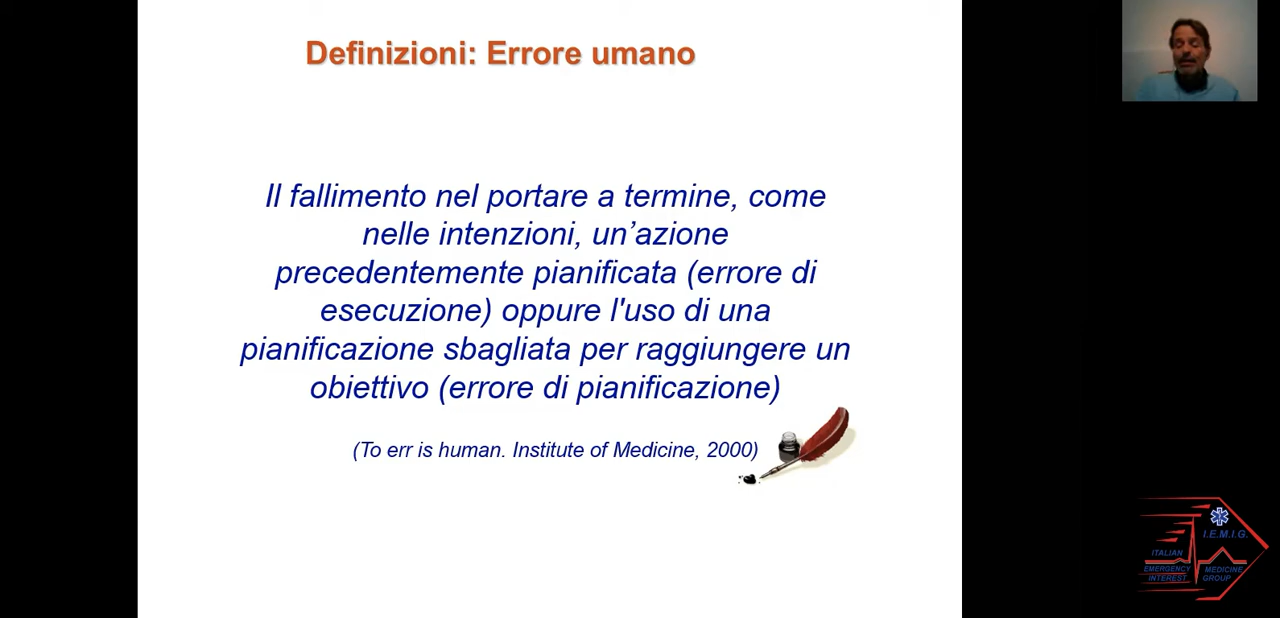 Definizioni: Errore umano
Il fallimento nel portare a termine, come
nelle intenzioni, un’azione
precedentemente pianificata (errore di
esecuzione) oppure l'uso di una
pianificazione sbagliata per raggiungere un
obiettivo (errore di pianificazione)
(To err is human. Institute of Medicine, 2000)
I.E.M.I.G.
ITALIAN
EMERGENCY
INTEREST
MEDICINE
GROUP